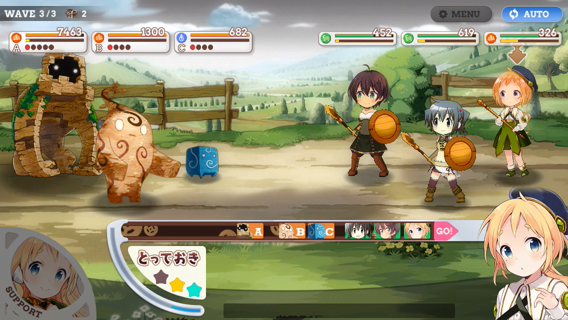 WAVE 3/3 2
MENU
AUTO
7463
1300
682
452
619
326
A
B
C
A B C GO!
とっておき
SUPPORT